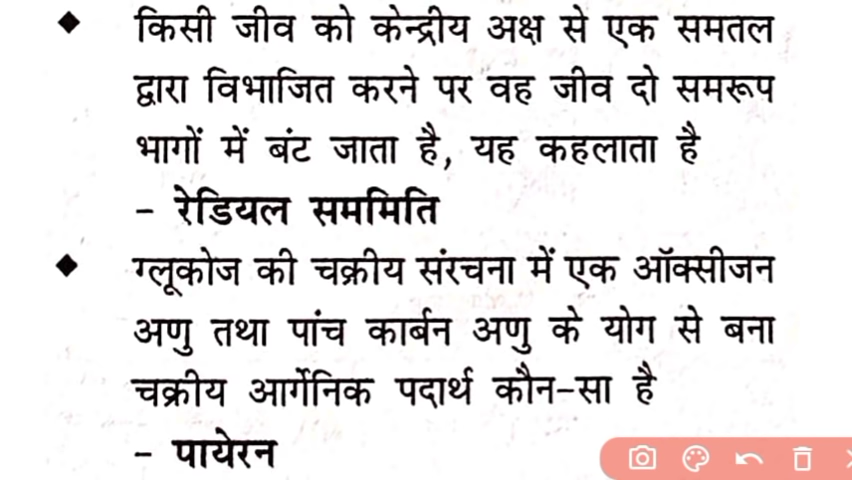 ◆ किसी जीव को केन्द्रीय अक्ष से एक समतल
द्वारा विभाजित करने पर वह जीव दो समरूप
भागों में बंट जाता है, यह कहलाता है
- रेडियल सममिति
◆ ग्लूकोज की चक्रीय संरचना में एक ऑक्सीजन
अणु तथा पांच कार्बन अणु के योग से बना
चक्रीय आर्गेनिक पदार्थ कौन-सा है
- पायेरन